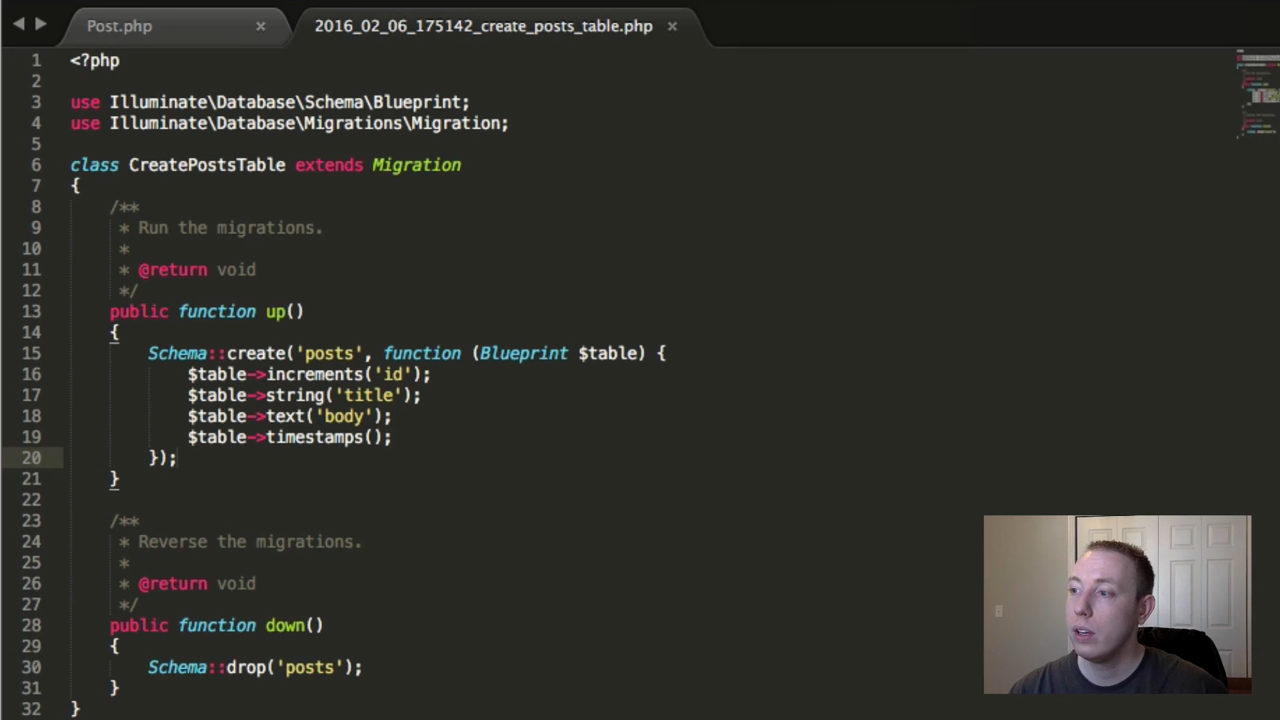 Post.php
2016_02_06_175142_create_posts_table.php
1 <?php
2
3 use Illuminate\Database\Schema\Blueprint;
4 use Illuminate\Database\Migrations\Migration;
5
6 class CreatePostsTable extends Migration
7 {
8 /**
9 * Run the migrations.
10 *
11 * @return void
12 */
13 public function up()
14 {
15 Schema::create('posts', function (Blueprint $table) {
16 $table->increments('id');
17 $table->string('title');
18 $table->text('body');
19 $table->timestamps();
20 });
21 }
22
23 /**
24 * Reverse the migrations.
25 *
26 * @return void
27 */
28 public function down()
29 {
30 Schema::drop('posts');
31 }
32 }